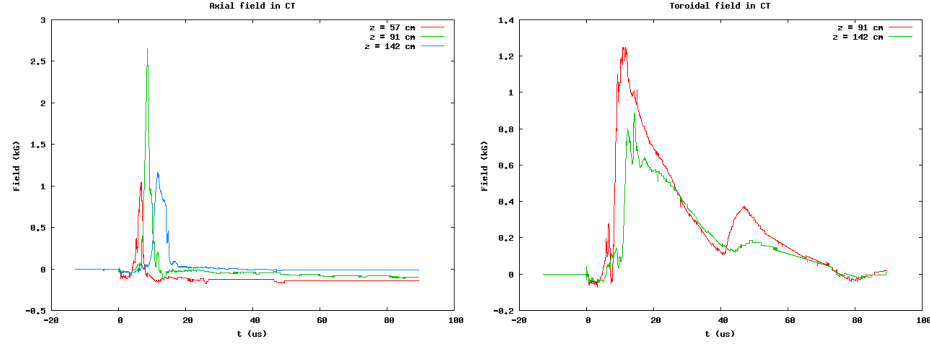 Axial field in CT
z = 57 cm
z = 91 cm
z = 142 cm
3
2.5
2
1.5
1
0.5
0
-0.5
Field (kG)
-20
0
20
40
60
80
100
t (us)
Toroidal field in CT
z = 91 cm
z = 142 cm
1.4
1.2
1
0.8
0.6
0.4
0.2
0
-0.2
Field (kG)
-20
0
20
40
60
80
100
t (us)